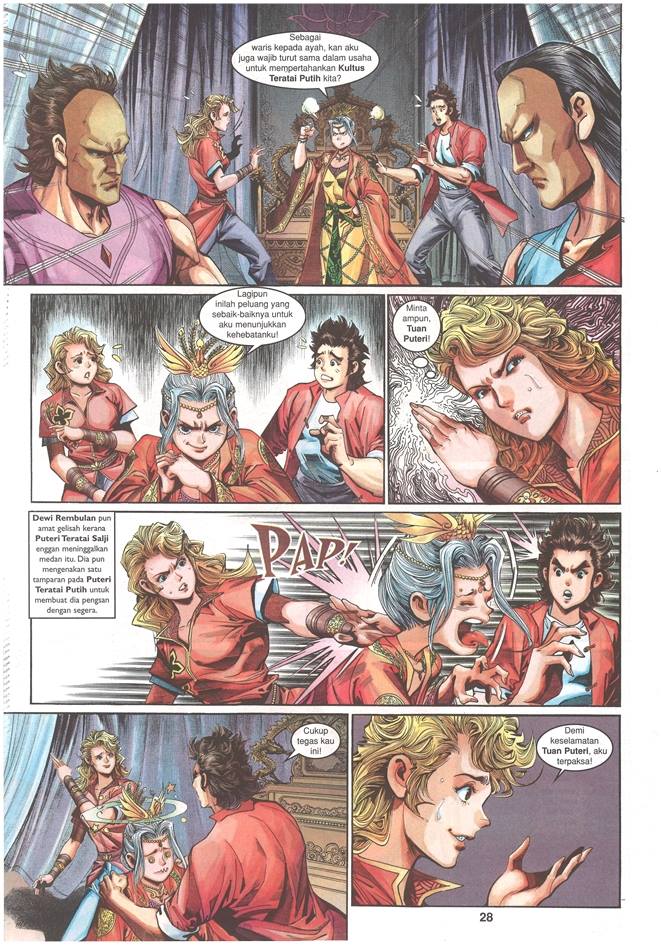 Sebagai
waris kepada ayah, kan aku
juga wajib turut sama dalam usaha
untuk mempertahankan Kultus
Teratai Putih kita?
Lagipun
inilah peluang yang
sebaik-baiknya untuk
aku menunjukkan
kehebatanku!
Minta
ampun,
Tuan
Puteri!
Dewi Rembulan pun
amat gelisah kerana
Puteri Teratai Salji
enggan meninggalkan
medan itu. Dia pun
mengenakan satu
tamparan pada Puteri
Teratai Putih untuk
membuat dia pengsan
dengan segera.
PAP!
Cukup
tegas kau
ini!
Demi
keselamatan
Tuan Puteri, aku
terpaksa!
28